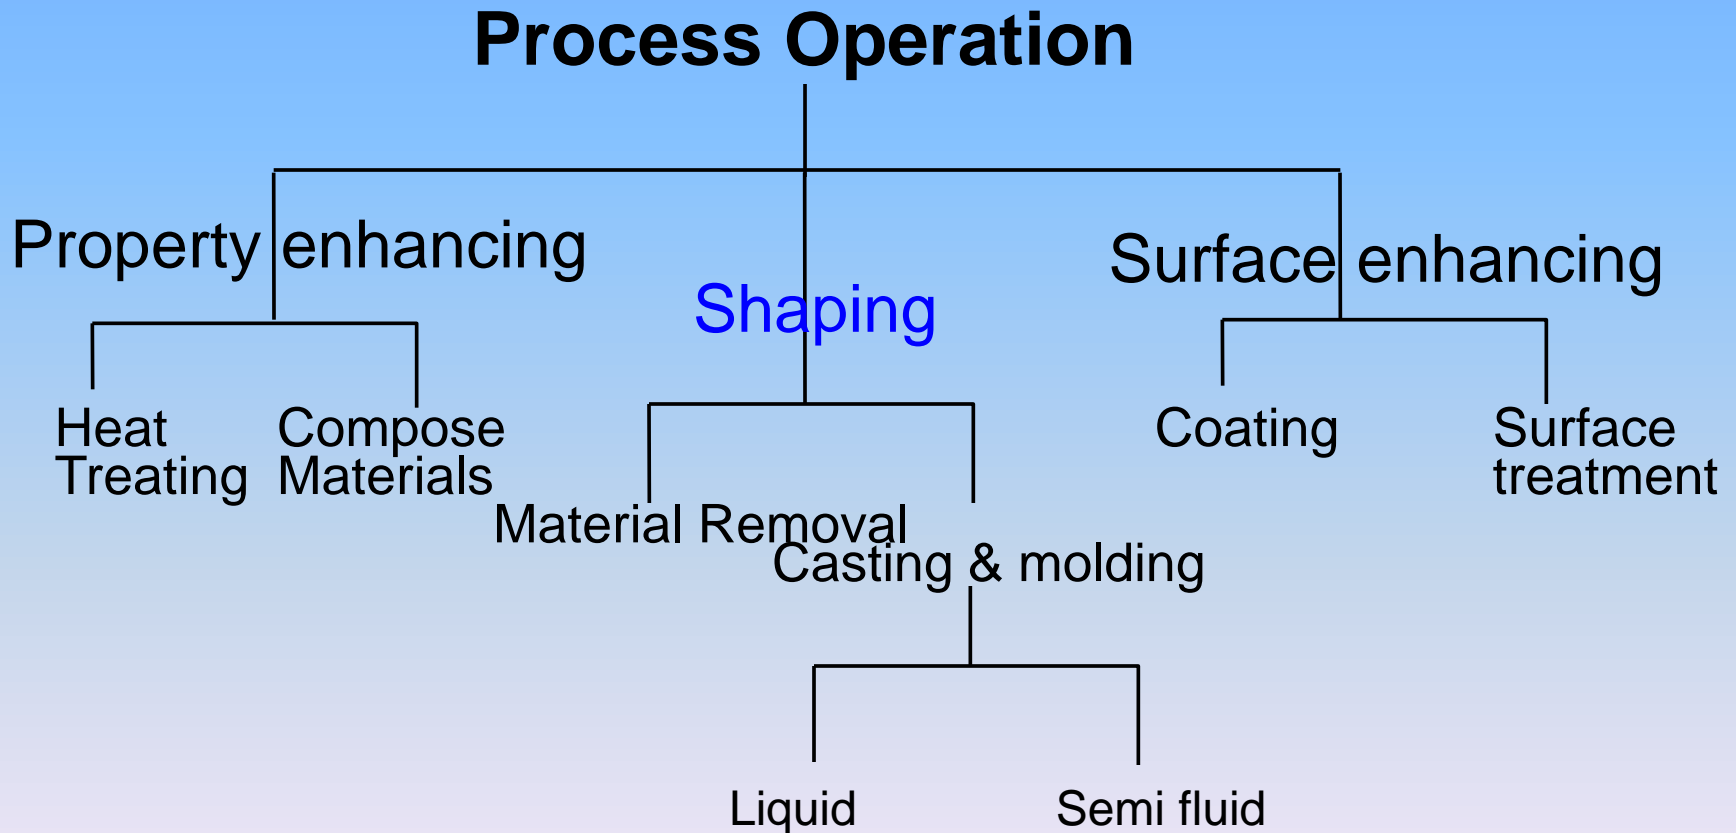 Process Operation
Property enhancing
Surface enhancing
Shaping
Heat
Treating
Compose
Materials
Coating
Surface
treatment
Material Removal
Casting & molding
Liquid
Semi fluid